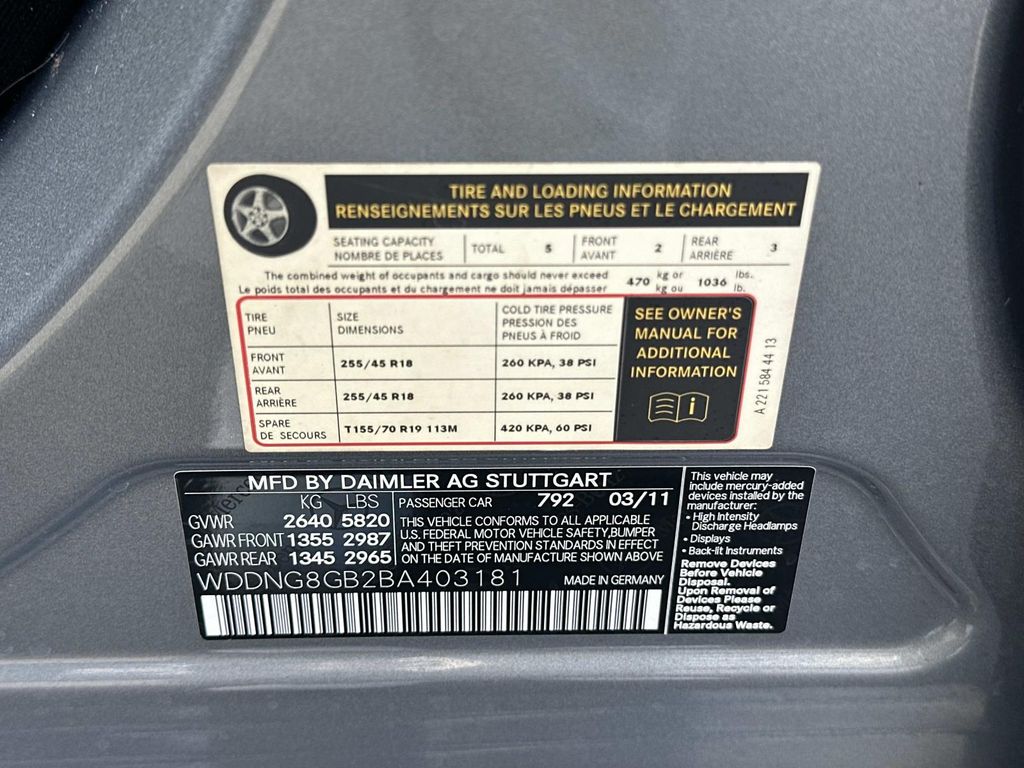 TIRE AND LOADING INFORMATION
RENSEIGNEMENTS SUR LES PNEUS ET LE CHARGEMENT
SEATING CAPACITY
NOMBRE DE PLACES
TOTAL 5
FRONT
AVANT
2
REAR
ARRIÈRE
3
The combined weight of occupants and cargo should never exceed
Le poids total des occupants et du chargement ne doit jamais dépasser
470 kg or 1036 lbs.
kg ou lb.
TIRE
PNEU
SIZE
DIMENSIONS
COLD TIRE PRESSURE
PRESSION DES
PNEUS À FROID
FRONT
AVANT
255/45 R18
260 KPA, 38 PSI
REAR
ARRIÈRE
255/45 R18
260 KPA, 38 PSI
SPARE
DE SECOURS
T155/70 R19 113M
420 KPA, 60 PSI
SEE OWNER'S
MANUAL FOR
ADDITIONAL
INFORMATION
i
A 221 584 44 13
MFD BY DAIMLER AG STUTTGART
KG LBS
GVWR 2640 5820
GAWR FRONT 1355 2987
GAWR REAR 1345 2965
PASSENGER CAR 792 03/11
THIS VEHICLE CONFORMS TO ALL APPLICABLE
U.S. FEDERAL MOTOR VEHICLE SAFETY,BUMPER
AND THEFT PREVENTION STANDARDS IN EFFECT
ON THE DATE OF MANUFACTURE SHOWN ABOVE
WDDNG8GB2BA403181 MADE IN GERMANY
This vehicle may
include mercury-added
devices installed by the
manufacturer:
• High Intensity
Discharge Headlamps
• Displays
• Back-lit Instruments
Remove Devices
Before Vehicle
Disposal.
Upon Removal of
Devices Please
Reuse, Recycle or
Dispose as
Hazardous Waste.